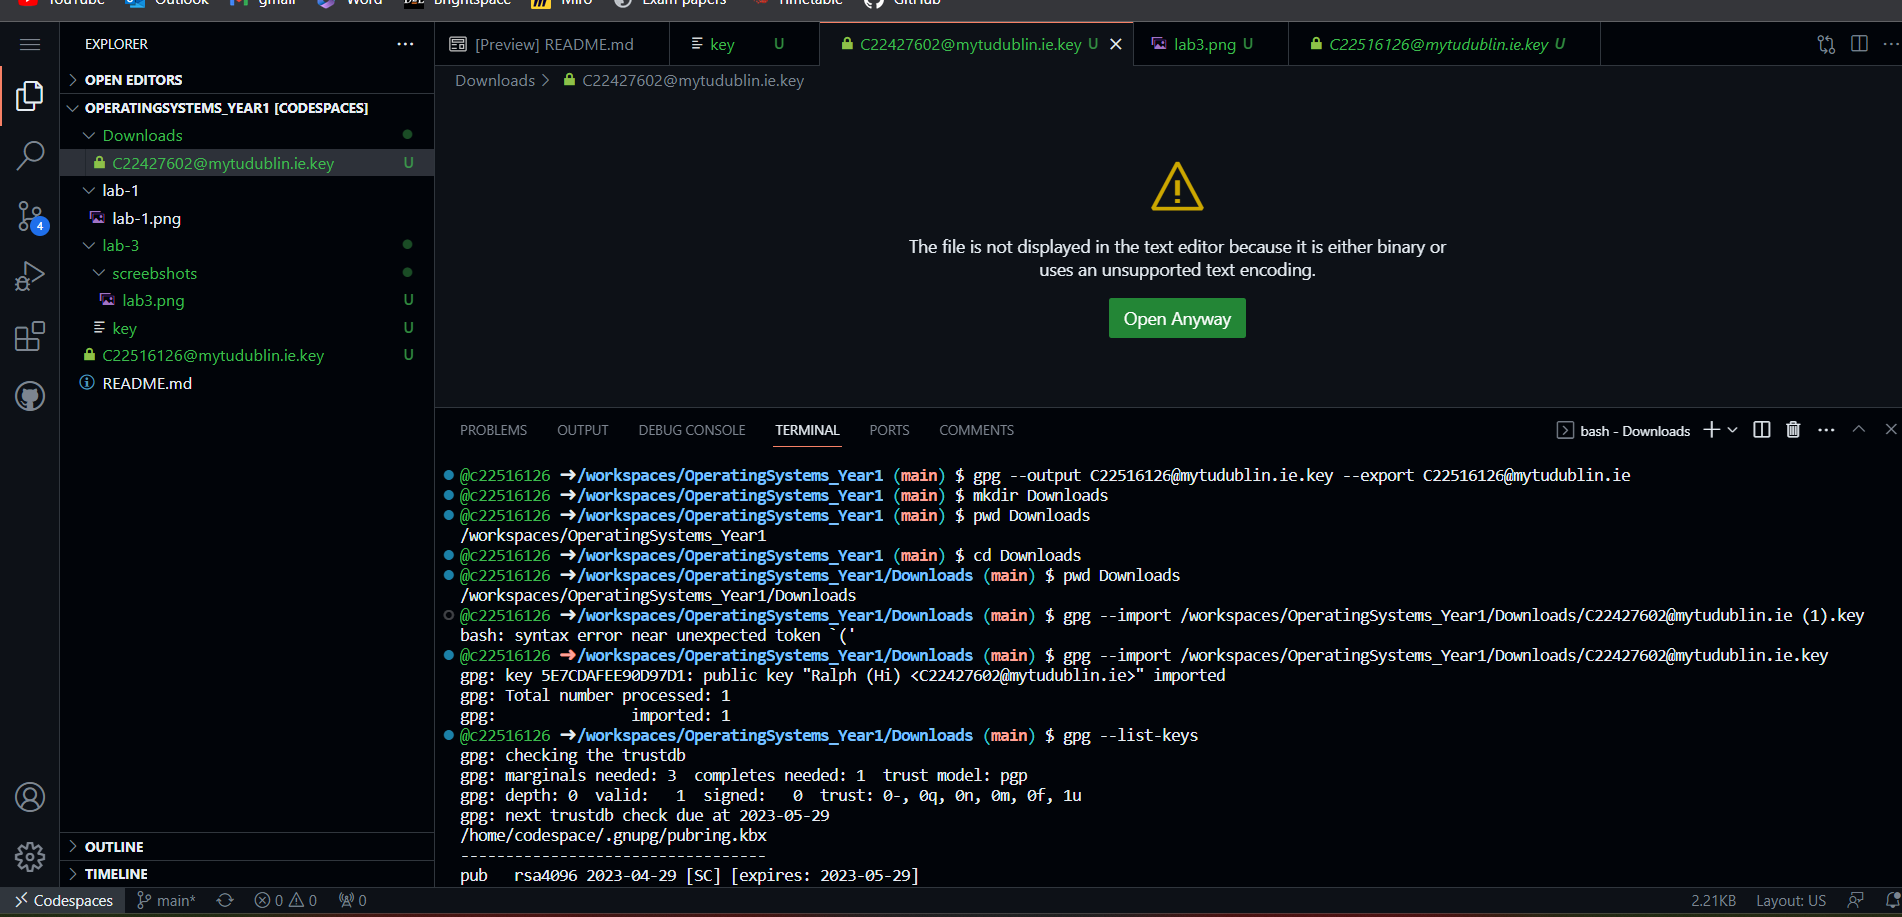 YouTube Outlook gmail Word Brightspace Miro Exam papers Timetable GitHub
EXPLORER
OPEN EDITORS
OPERATINGSYSTEMS_YEAR1 [CODESPACES]
Downloads
C22427602@mytudublin.ie.key U
lab-1
lab-1.png
lab-3
screebshots
lab3.png U
key U
C22516126@mytudublin.ie.key U
README.md
4
OUTLINE
TIMELINE
[Preview] README.md key U C22427602@mytudublin.ie.key U lab3.png U C22516126@mytudublin.ie.key U
Downloads > C22427602@mytudublin.ie.key
The file is not displayed in the text editor because it is either binary or
uses an unsupported text encoding.
Open Anyway
PROBLEMS OUTPUT DEBUG CONSOLE TERMINAL PORTS COMMENTS bash - Downloads
@c22516126 ➜/workspaces/OperatingSystems_Year1 (main) $ gpg --output C22516126@mytudublin.ie.key --export C22516126@mytudublin.ie
@c22516126 ➜/workspaces/OperatingSystems_Year1 (main) $ mkdir Downloads
@c22516126 ➜/workspaces/OperatingSystems_Year1 (main) $ pwd Downloads
/workspaces/OperatingSystems_Year1
@c22516126 ➜/workspaces/OperatingSystems_Year1 (main) $ cd Downloads
@c22516126 ➜/workspaces/OperatingSystems_Year1/Downloads (main) $ pwd Downloads
/workspaces/OperatingSystems_Year1/Downloads
@c22516126 ➜/workspaces/OperatingSystems_Year1/Downloads (main) $ gpg --import /workspaces/OperatingSystems_Year1/Downloads/C22427602@mytudublin.ie (1).key
bash: syntax error near unexpected token `('
@c22516126 ➜/workspaces/OperatingSystems_Year1/Downloads (main) $ gpg --import /workspaces/OperatingSystems_Year1/Downloads/C22427602@mytudublin.ie.key
gpg: key 5E7CDAFEE90D97D1: public key "Ralph (Hi) <C22427602@mytudublin.ie>" imported
gpg: Total number processed: 1
gpg:               imported: 1
@c22516126 ➜/workspaces/OperatingSystems_Year1/Downloads (main) $ gpg --list-keys
gpg: checking the trustdb
gpg: marginals needed: 3  completes needed: 1  trust model: pgp
gpg: depth: 0  valid:   1  signed:   0  trust: 0-, 0q, 0n, 0m, 0f, 1u
gpg: next trustdb check due at 2023-05-29
/home/codespace/.gnupg/pubring.kbx
----------------------------------
pub   rsa4096 2023-04-29 [SC] [expires: 2023-05-29]
Codespaces main* 0 0 0 2.21KB Layout: US